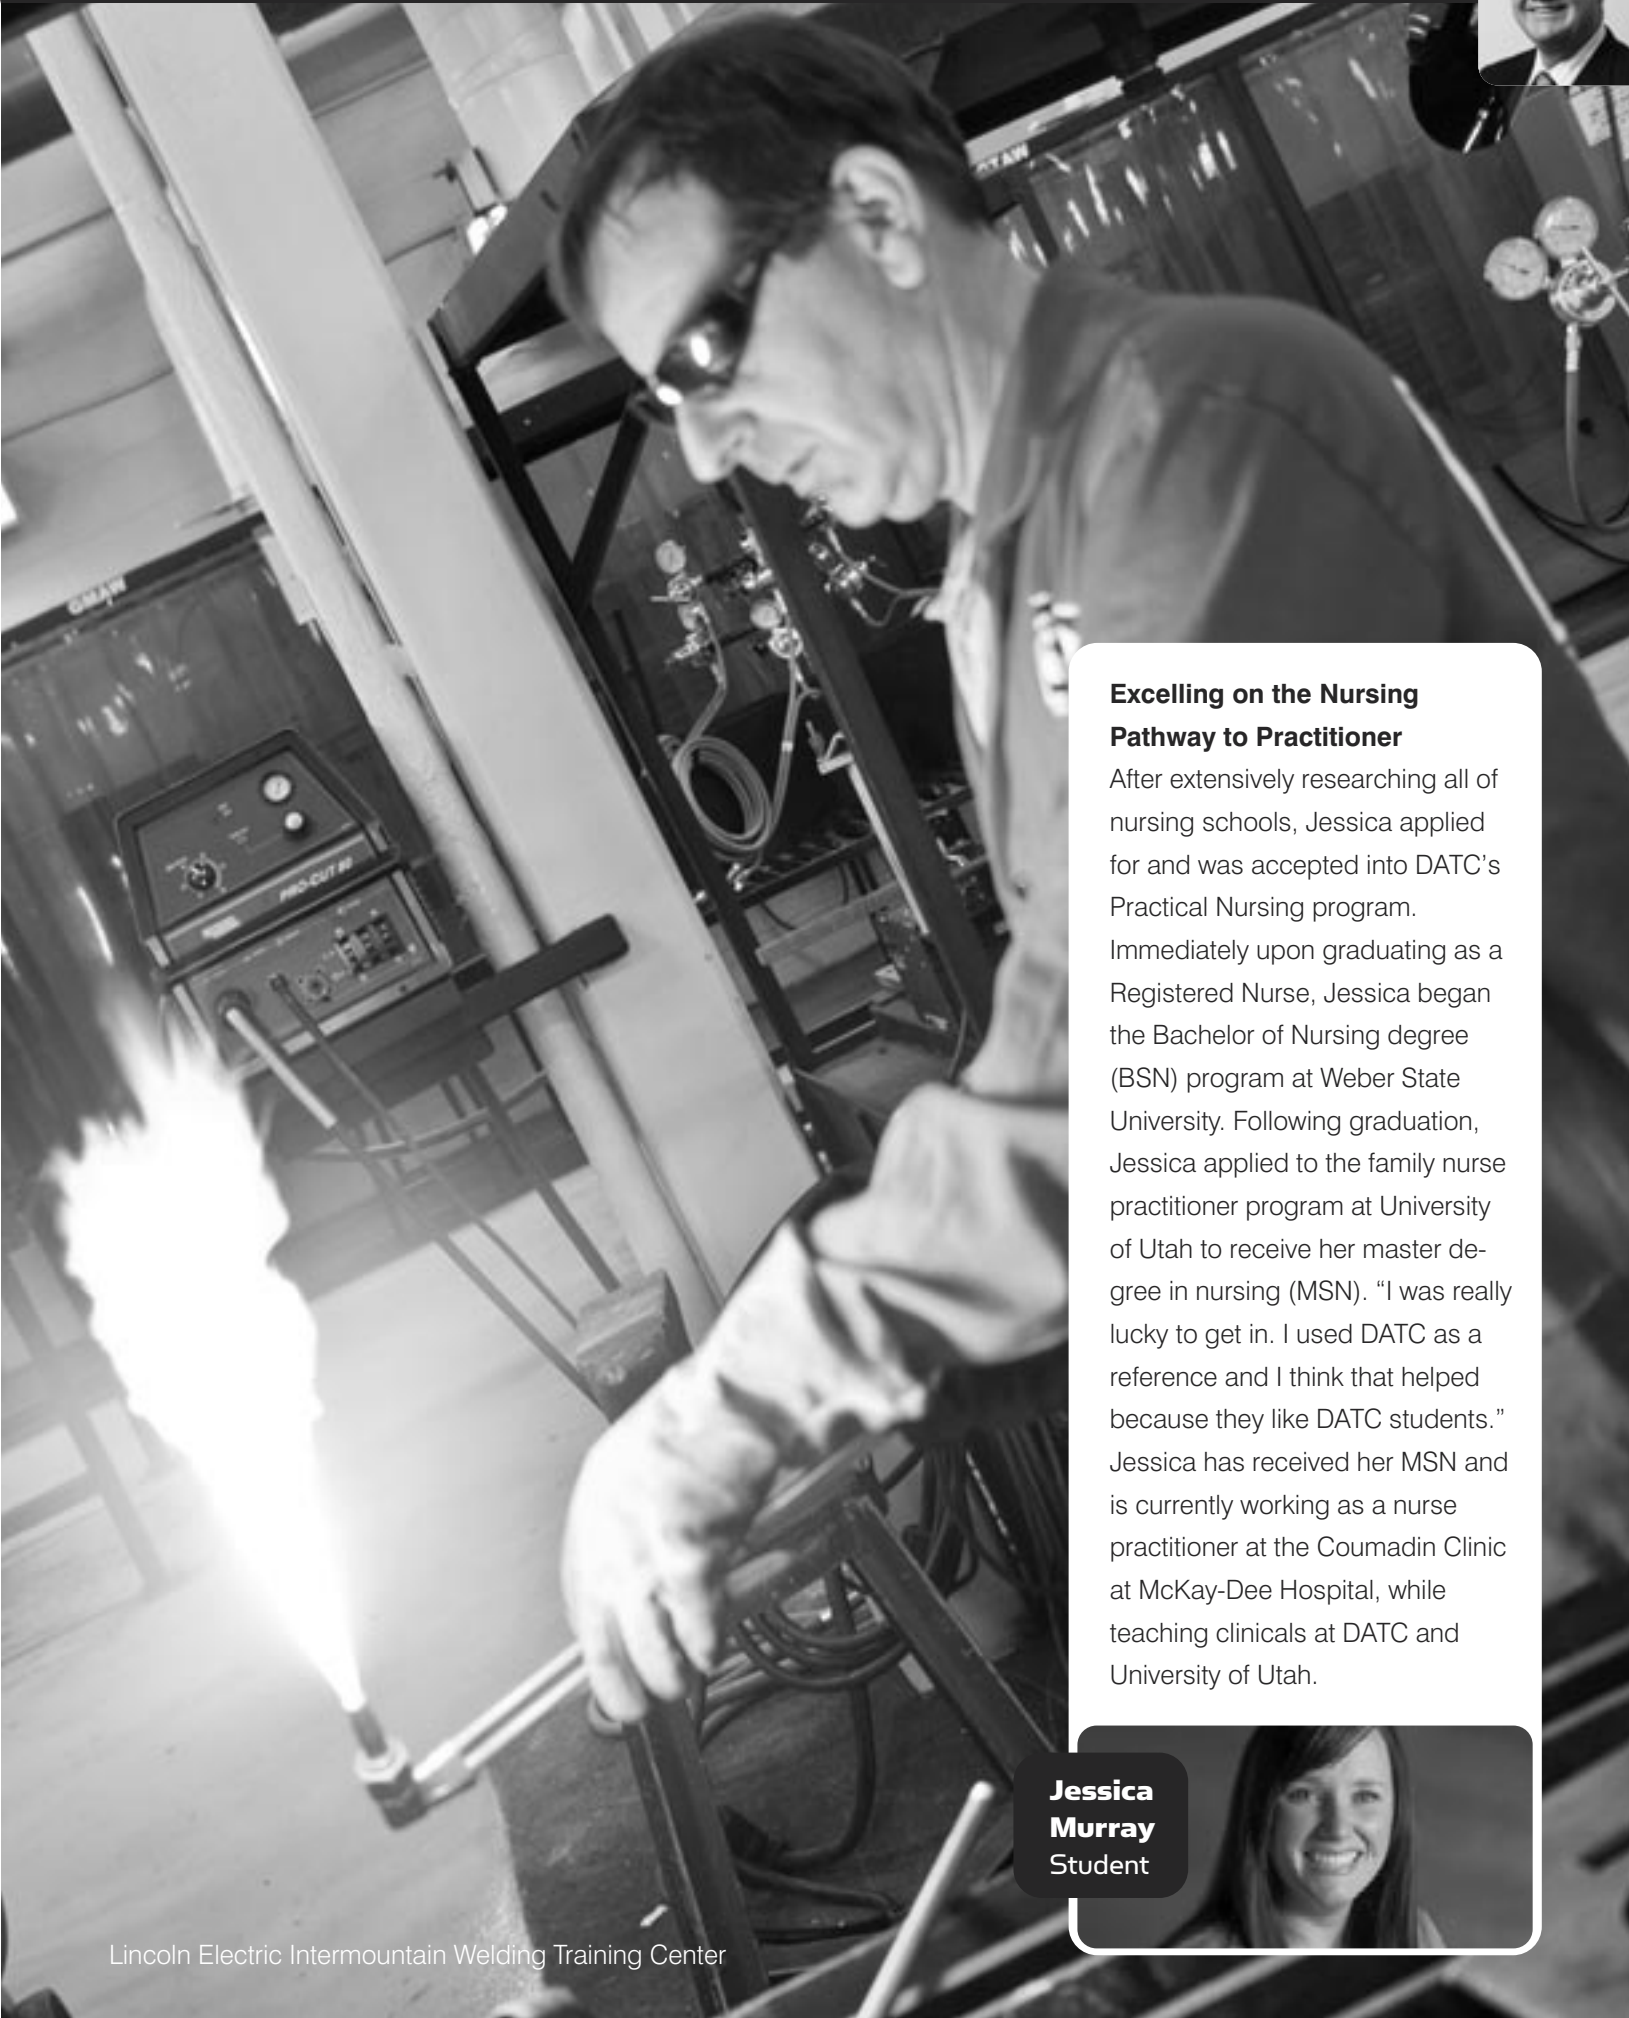 GTAW
GMAW
PRO-CUT 80
Excelling on the Nursing
Pathway to Practitioner
After extensively researching all of
nursing schools, Jessica applied
for and was accepted into DATC’s
Practical Nursing program.
Immediately upon graduating as a
Registered Nurse, Jessica began
the Bachelor of Nursing degree
(BSN) program at Weber State
University. Following graduation,
Jessica applied to the family nurse
practitioner program at University
of Utah to receive her master de-
gree in nursing (MSN). “I was really
lucky to get in. I used DATC as a
reference and I think that helped
because they like DATC students.”
Jessica has received her MSN and
is currently working as a nurse
practitioner at the Coumadin Clinic
at McKay-Dee Hospital, while
teaching clinicals at DATC and
University of Utah.
Jessica
Murray
Student
Lincoln Electric Intermountain Welding Training Center